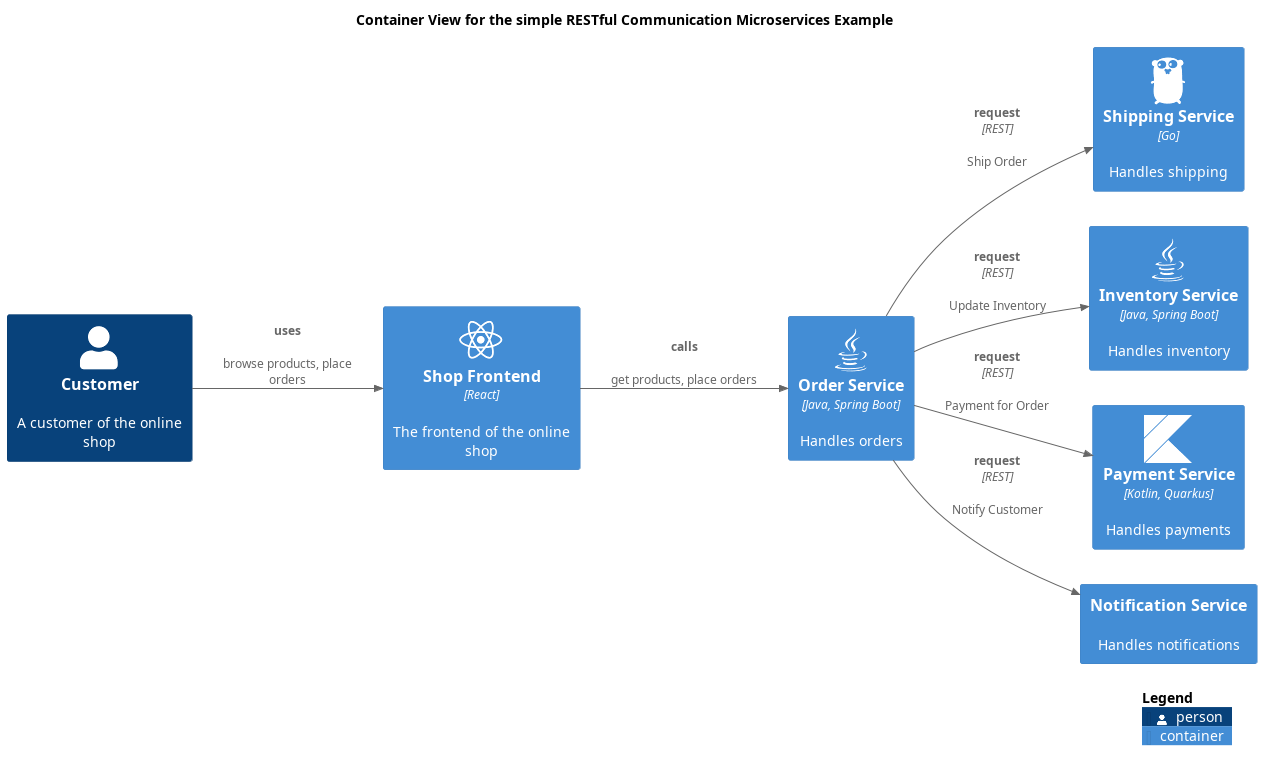 Container View for the simple RESTful Communication Microservices Example
Customer
A customer of the online
shop
uses
browse products, place
orders
Shop Frontend
[React]
The frontend of the online
shop
calls
get products, place orders
Order Service
[Java, Spring Boot]
Handles orders
request
[REST]
Ship Order
Shipping Service
[Go]
Handles shipping
request
[REST]
Update Inventory
Inventory Service
[Java, Spring Boot]
Handles inventory
request
[REST]
Payment for Order
Payment Service
[Kotlin, Quarkus]
Handles payments
request
[REST]
Notify Customer
Notification Service
Handles notifications
Legend
person
container